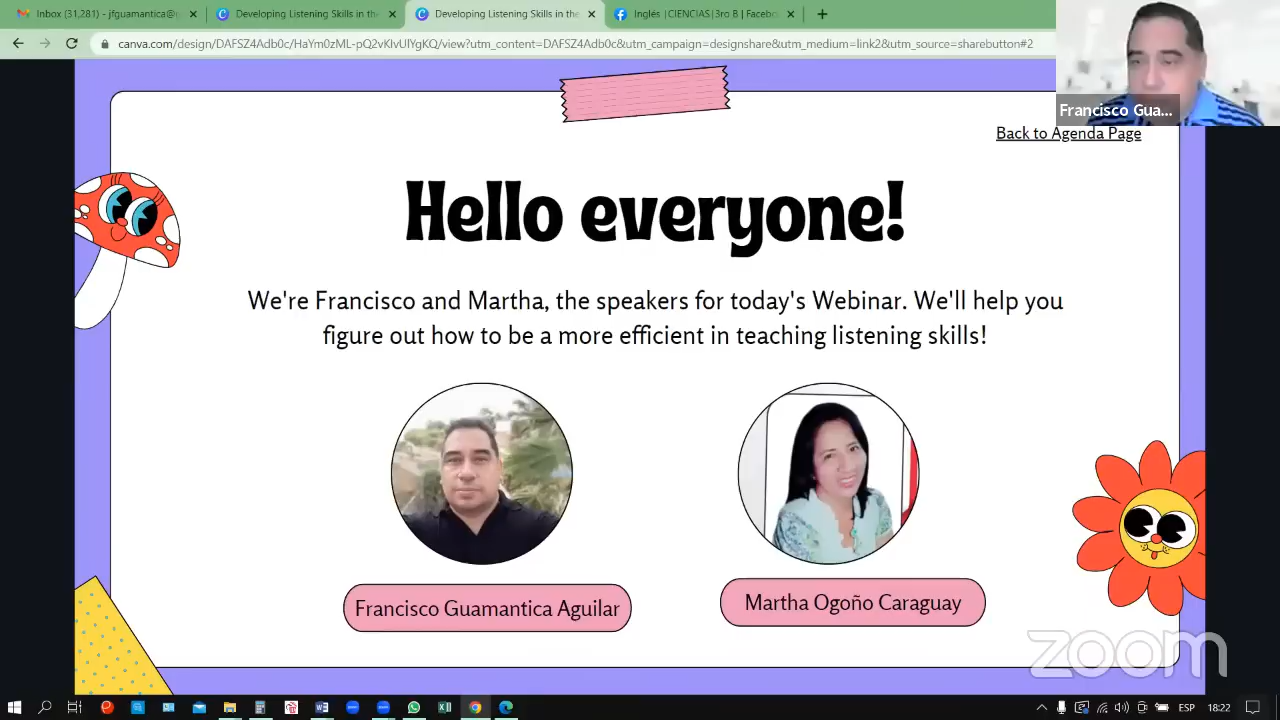 Inbox (31,281) - jfguamantica@g
Developing Listening Skills in the
Developing Listening Skills in the
Inglés |CIENCIAS|3ro B | Facebo
canva.com/design/DAFSZ4Adb0c/HaYm0zML-pQ2vKlvUlYgKQ/view?utm_content=DAFSZ4Adb0c&utm_campaign=designshare&utm_medium=link2&utm_source=sharebutton#2
Francisco Gua...
Back to Agenda Page
Hello everyone!
We're Francisco and Martha, the speakers for today's Webinar. We'll help you
figure out how to be a more efficient in teaching listening skills!
Francisco Guamantica Aguilar
Martha Ogoño Caraguay
zoom
ESP
18:22